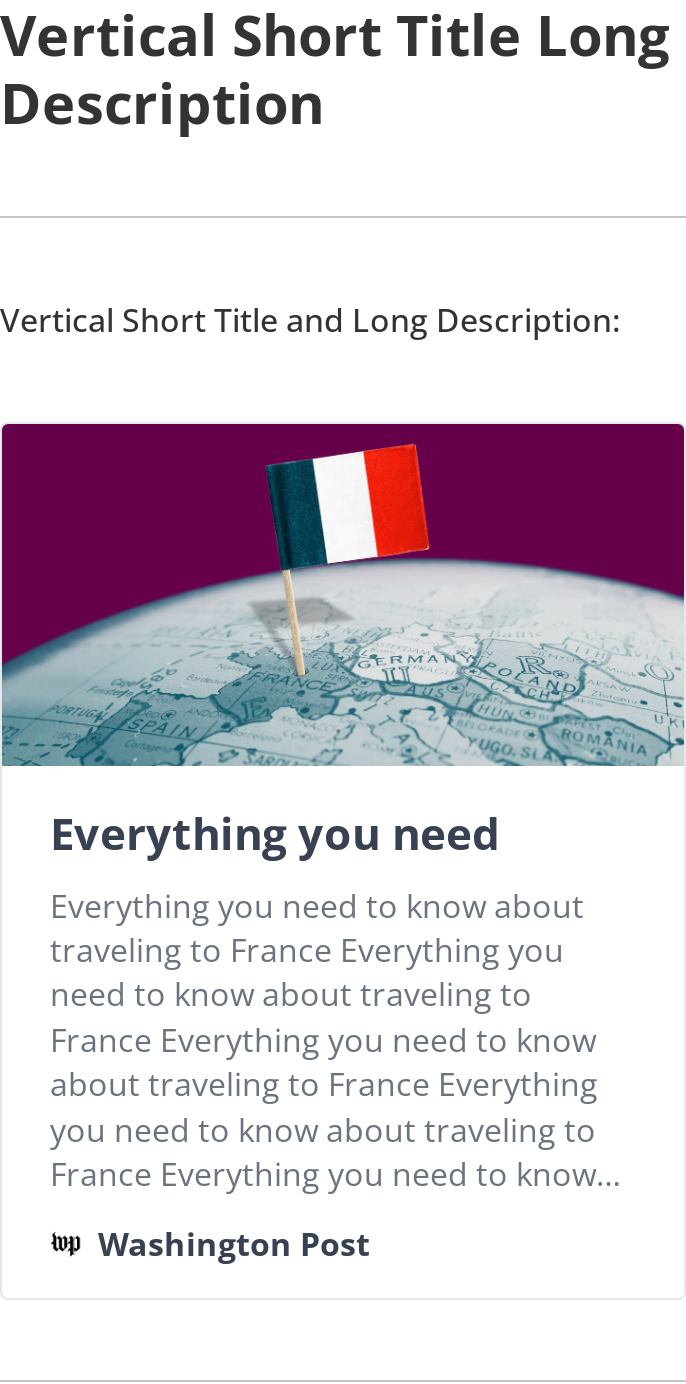 Vertical Short Title Long
Description
Vertical Short Title and Long Description:
GERMANY
POLAND
FRANCE
PORTUGAL
SPAIN
CZECH
HUN
ROMANIA
YUGO. SLA.
Everything you need
Everything you need to know about
traveling to France Everything you
need to know about traveling to
France Everything you need to know
about traveling to France Everything
you need to know about traveling to
France Everything you need to know...
wp Washington Post